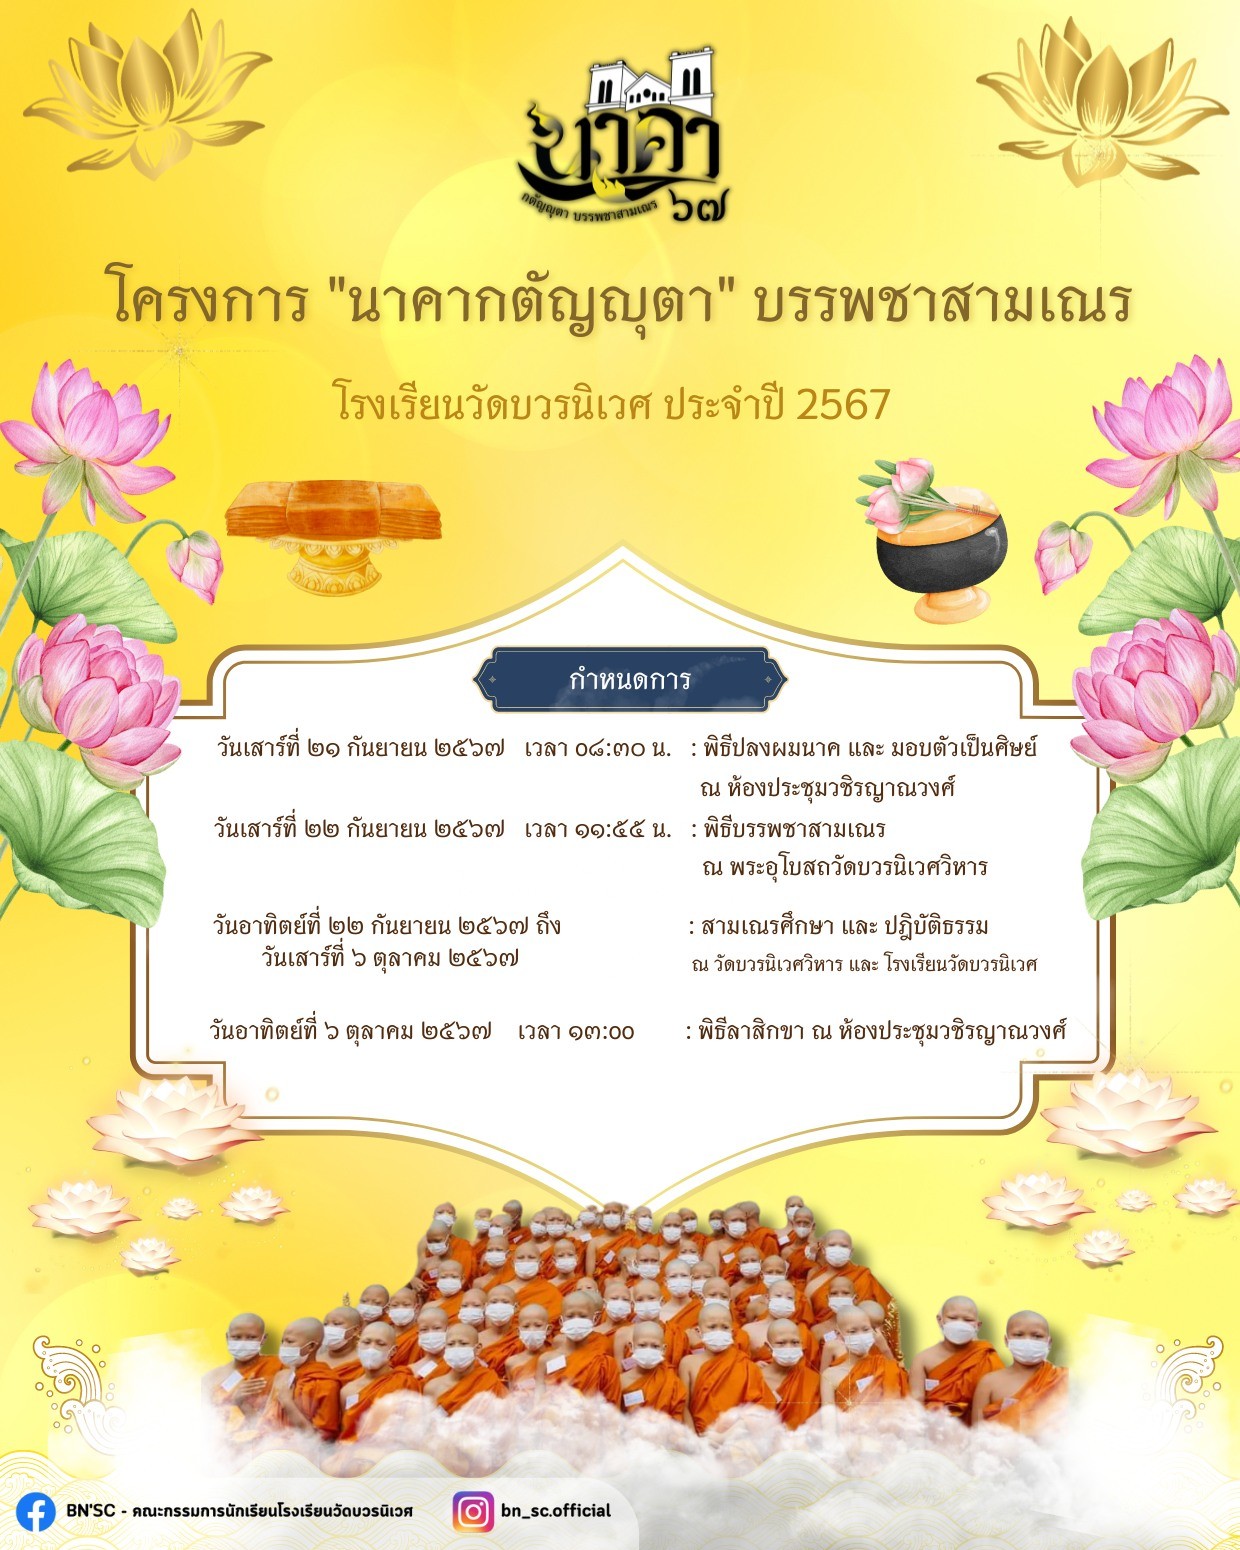 นาคา
กตัญญุตา บรรพชาสามเณร ๖๗
โครงการ "นาคากตัญญุตา" บรรพชาสามเณร
โรงเรียนวัดบวรนิเวศ ประจำปี 2567
กำหนดการ
วันเสาร์ที่ ๒๑ กันยายน ๒๕๖๗ เวลา ๐๘:๓๐ น. : พิธีปลงผมนาค และ มอบตัวเป็นศิษย์
ณ ห้องประชุมวชิรญาณวงศ์
วันเสาร์ที่ ๒๒ กันยายน ๒๕๖๗ เวลา ๑๑:๕๕ น. : พิธีบรรพชาสามเณร
ณ พระอุโบสถวัดบวรนิเวศวิหาร
วันอาทิตย์ที่ ๒๒ กันยายน ๒๕๖๗ ถึง : สามเณรศึกษา และ ปฎิบัติธรรม
วันเสาร์ที่ ๖ ตุลาคม ๒๕๖๗ ณ วัดบวรนิเวศวิหาร และ โรงเรียนวัดบวรนิเวศ
วันอาทิตย์ที่ ๖ ตุลาคม ๒๕๖๗ เวลา ๑๓:๐๐ : พิธีลาสิกขา ณ ห้องประชุมวชิรญาณวงศ์
BN'SC - คณะกรรมการนักเรียนโรงเรียนวัดบวรนิเวศ bn_sc.official